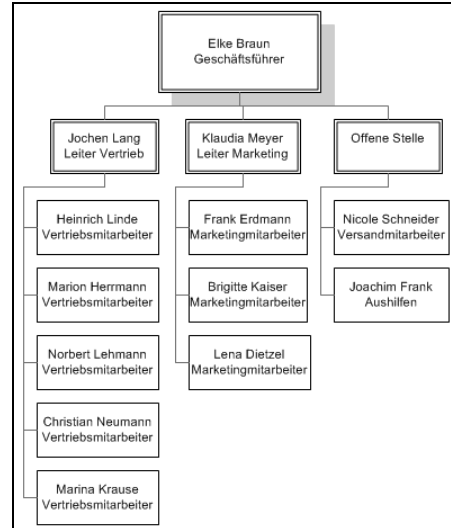 Elke Braun
Geschäftsführer
Jochen Lang
Leiter Vertrieb
Klaudia Meyer
Leiter Marketing
Offene Stelle
Heinrich Linde
Vertriebsmitarbeiter
Frank Erdmann
Marketingmitarbeiter
Nicole Schneider
Versandmitarbeiter
Marion Herrmann
Vertriebsmitarbeiter
Brigitte Kaiser
Marketingmitarbeiter
Joachim Frank
Aushilfen
Norbert Lehmann
Vertriebsmitarbeiter
Lena Dietzel
Marketingmitarbeiter
Christian Neumann
Vertriebsmitarbeiter
Marina Krause
Vertriebsmitarbeiter